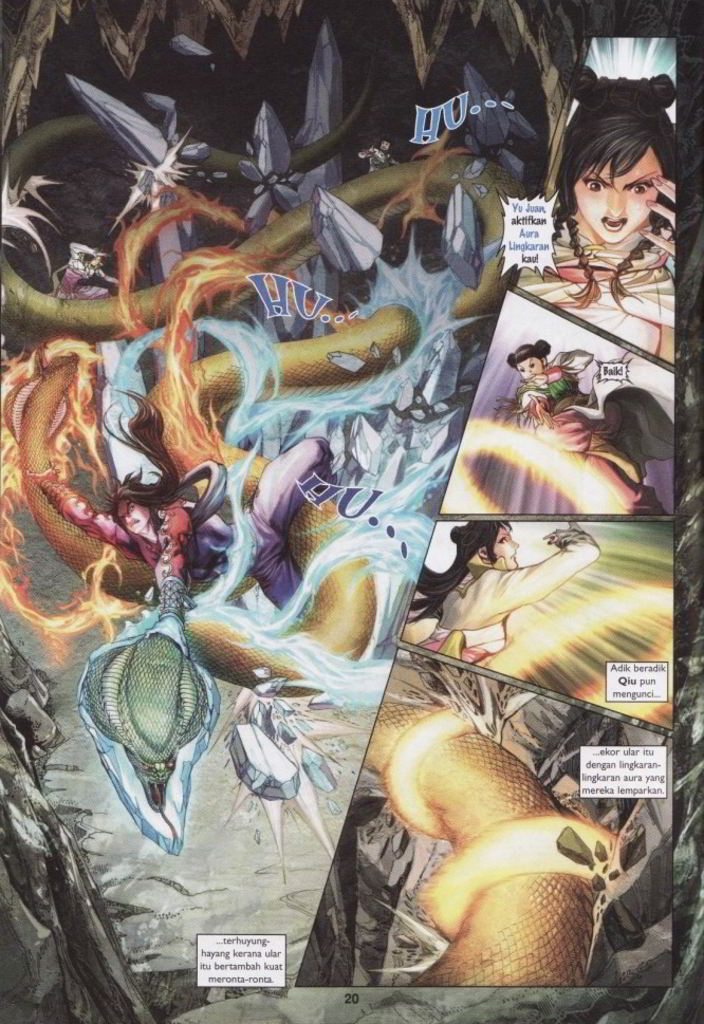 HU...
HU...
HU...
Yu Juan,
aktifkan
Aura
Lingkaran
kau!
Baik!
Adik beradik
Qiu pun
mengunci...
...ekor ular itu
dengan lingkaran-
lingkaran aura yang
mereka lemparkan.
...terhuyung-
hayang kerana ular
itu bertambah kuat
meronta-ronta.
20